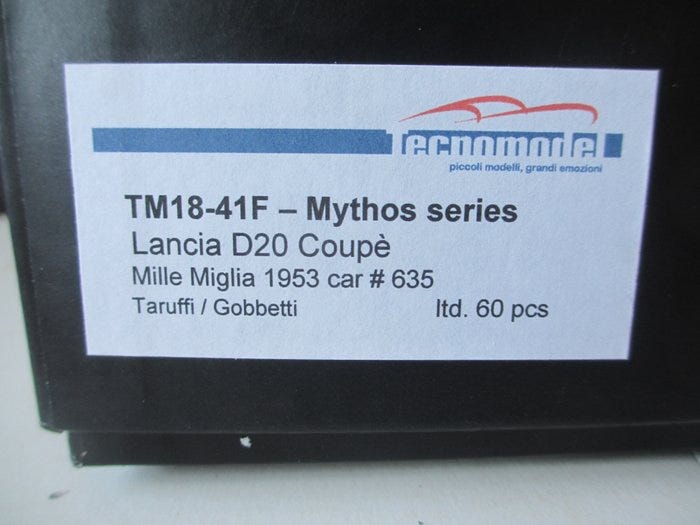 Tecnomodel
piccoli modelli, grandi emozioni
TM18-41F – Mythos series
Lancia D20 Coupè
Mille Miglia 1953 car # 635
Taruffi / Gobbetti ltd. 60 pcs